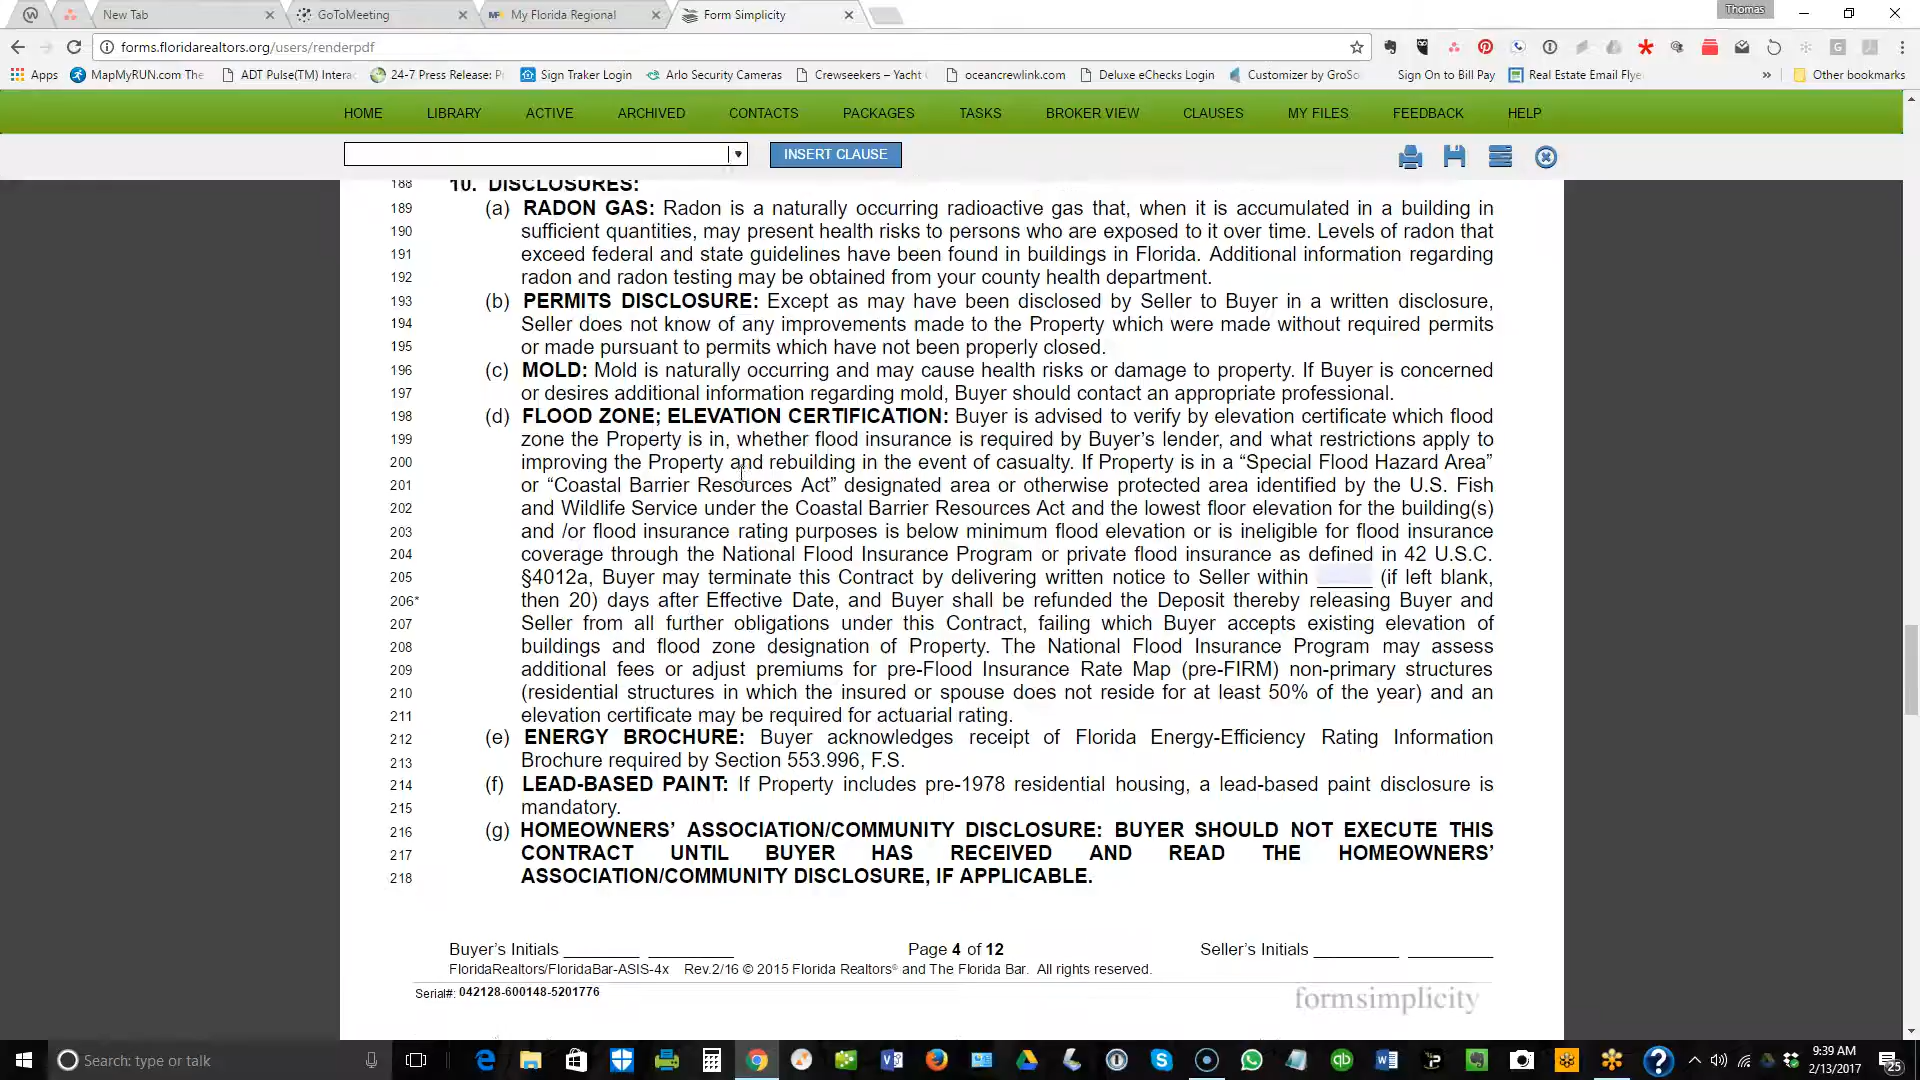 New Tab
GoToMeeting
My Florida Regional
Form Simplicity
Thomas
forms.floridarealtors.org/users/renderpdf
Apps
MapMyRUN.com The
ADT Pulse(TM) Intera
24-7 Press Release: P
Sign Traker Login
Arlo Security Cameras
Crewseekers – Yacht
oceancrewlink.com
Deluxe eChecks Login
Customizer by GroSo
Sign On to Bill Pay
Real Estate Email Flye
»
Other bookmarks
HOME LIBRARY ACTIVE ARCHIVED CONTACTS PACKAGES TASKS BROKER VIEW CLAUSES MY FILES FEEDBACK HELP
INSERT CLAUSE
188 10. DISCLOSURES:
189 (a) RADON GAS: Radon is a naturally occurring radioactive gas that, when it is accumulated in a building in
190 sufficient quantities, may present health risks to persons who are exposed to it over time. Levels of radon that
191 exceed federal and state guidelines have been found in buildings in Florida. Additional information regarding
192 radon and radon testing may be obtained from your county health department.
193 (b) PERMITS DISCLOSURE: Except as may have been disclosed by Seller to Buyer in a written disclosure,
194 Seller does not know of any improvements made to the Property which were made without required permits
195 or made pursuant to permits which have not been properly closed.
196 (c) MOLD: Mold is naturally occurring and may cause health risks or damage to property. If Buyer is concerned
197 or desires additional information regarding mold, Buyer should contact an appropriate professional.
198 (d) FLOOD ZONE; ELEVATION CERTIFICATION: Buyer is advised to verify by elevation certificate which flood
199 zone the Property is in, whether flood insurance is required by Buyer’s lender, and what restrictions apply to
200 improving the Property and rebuilding in the event of casualty. If Property is in a “Special Flood Hazard Area”
201 or “Coastal Barrier Resources Act” designated area or otherwise protected area identified by the U.S. Fish
202 and Wildlife Service under the Coastal Barrier Resources Act and the lowest floor elevation for the building(s)
203 and /or flood insurance rating purposes is below minimum flood elevation or is ineligible for flood insurance
204 coverage through the National Flood Insurance Program or private flood insurance as defined in 42 U.S.C.
205 §4012a, Buyer may terminate this Contract by delivering written notice to Seller within ______ (if left blank,
206* then 20) days after Effective Date, and Buyer shall be refunded the Deposit thereby releasing Buyer and
207 Seller from all further obligations under this Contract, failing which Buyer accepts existing elevation of
208 buildings and flood zone designation of Property. The National Flood Insurance Program may assess
209 additional fees or adjust premiums for pre-Flood Insurance Rate Map (pre-FIRM) non-primary structures
210 (residential structures in which the insured or spouse does not reside for at least 50% of the year) and an
211 elevation certificate may be required for actuarial rating.
212 (e) ENERGY BROCHURE: Buyer acknowledges receipt of Florida Energy-Efficiency Rating Information
213 Brochure required by Section 553.996, F.S.
214 (f) LEAD-BASED PAINT: If Property includes pre-1978 residential housing, a lead-based paint disclosure is
215 mandatory.
216 (g) HOMEOWNERS’ ASSOCIATION/COMMUNITY DISCLOSURE: BUYER SHOULD NOT EXECUTE THIS
217 CONTRACT UNTIL BUYER HAS RECEIVED AND READ THE HOMEOWNERS’
218 ASSOCIATION/COMMUNITY DISCLOSURE, IF APPLICABLE.
Buyer’s Initials ________ ________ Page 4 of 12 Seller’s Initials ________ ________
FloridaRealtors/FloridaBar-ASIS-4x Rev.2/16 © 2015 Florida Realtors® and The Florida Bar. All rights reserved.
Serial#: 042128-600148-5201776
formsimplicity
Search: type or talk
9:39 AM
2/13/2017
25